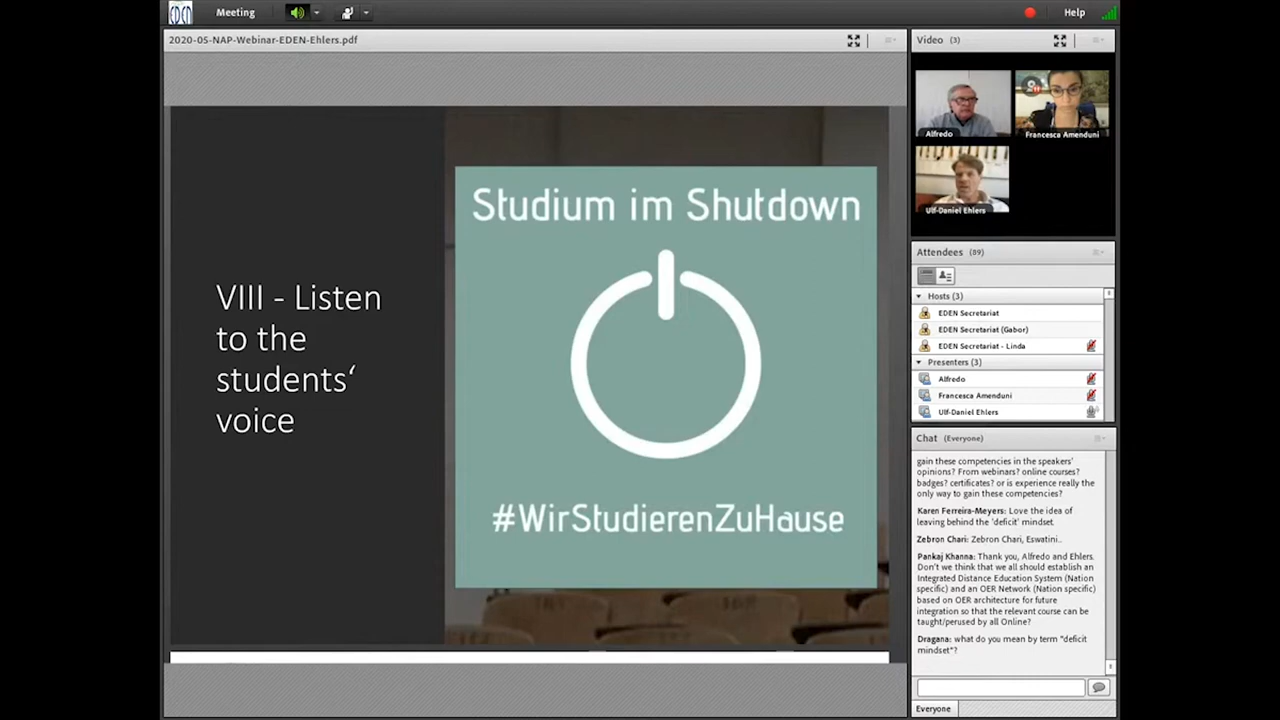 EDEN
Meeting
Help
2020-05-NAP-Webinar-EDEN-Ehlers.pdf
VIII - Listen
to the
students‘
voice
Studium im Shutdown
#WirStudierenZuHause
Video (3)
Alfredo
Francesca Amenduni
Ulf-Daniel Ehlers
Attendees (89)
Hosts (3)
EDEN Secretariat
EDEN Secretariat (Gabor)
EDEN Secretariat - Linda
Presenters (3)
Alfredo
Francesca Amenduni
Ulf-Daniel Ehlers
Chat (Everyone)
gain these competencies in the speakers'
opinions? From webinars? online courses?
badges? certificates? or is experience really the
only way to gain these competencies?
Karen Ferreira-Meyers: Love the idea of
leaving behind the 'deficit' mindset.
Zebron Chari: Zebron Chari, Eswatini..
Pankaj Khanna: Thank you, Alfredo and Ehlers.
Don't we think that we all should establish an
Integrated Distance Education System (Nation
specific) and an OER Network (Nation specific)
based on OER architecture for future
integration so that the relevant course can be
taught/perused by all Online?
Dragana: what do you mean by term "deficit
mindset"?
Everyone